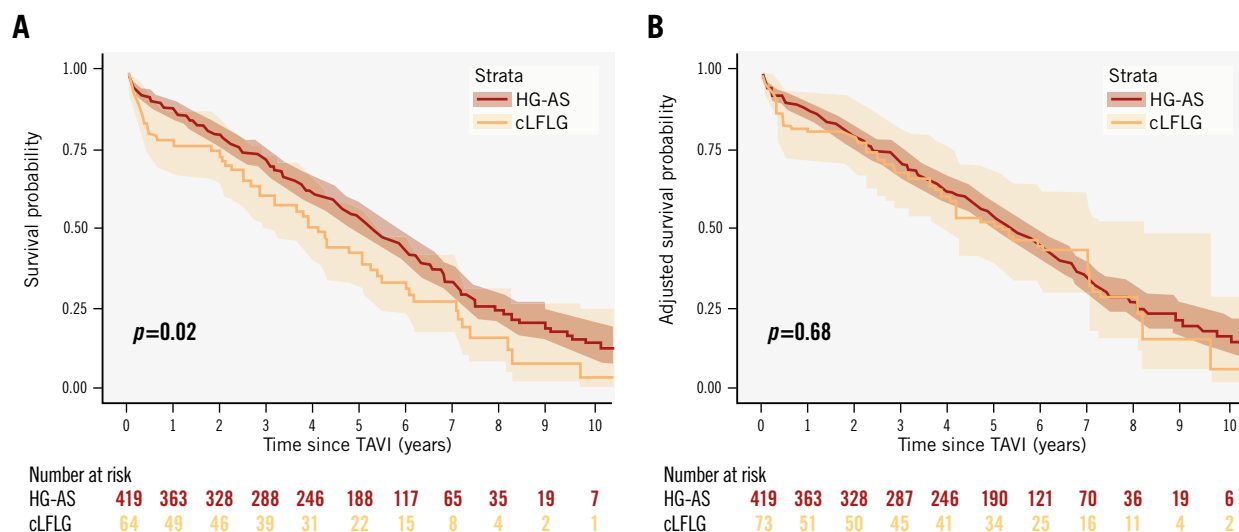 A
Survival probability
1.00
0.75
0.50
0.25
0.00
Strata
HG-AS
cLFLG
p=0.02
0 1 2 3 4 5 6 7 8 9 10
Time since TAVI (years)
Number at risk
HG-AS 419 363 328 288 246 188 117 65 35 19 7
cLFLG 64 49 46 39 31 22 15 8 4 2 1
B
Adjusted survival probability
1.00
0.75
0.50
0.25
0.00
Strata
HG-AS
cLFLG
p=0.68
0 1 2 3 4 5 6 7 8 9 10
Time since TAVI (years)
Number at risk
HG-AS 419 363 328 287 246 190 121 70 36 19 6
cLFLG 73 51 50 45 41 34 25 16 11 4 2